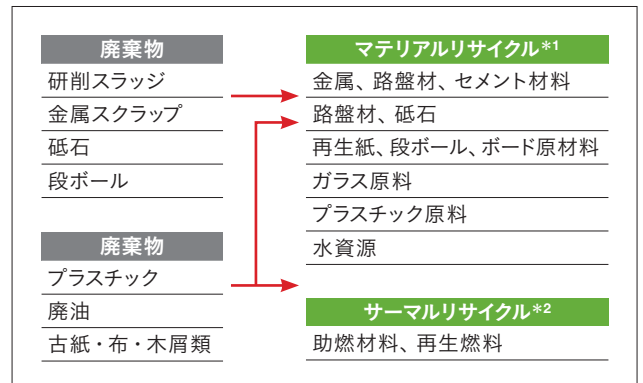 廃棄物
研削スラッジ
金属スクラップ
砥石
段ボール
廃棄物
プラスチック
廃油
古紙・布・木屑類
マテリアルリサイクル*1
金属、路盤材、セメント材料
路盤材、砥石
再生紙、段ボール、ボード原材料
ガラス原料
プラスチック原料
水資源
サーマルリサイクル*2
助燃材料、再生燃料